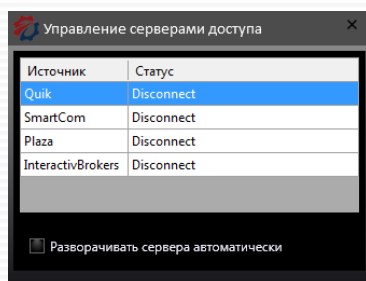 Управление серверами доступа
Источник Статус
Quik Disconnect
SmartCom Disconnect
Plaza Disconnect
InteractivBrokers Disconnect
Разворачивать сервера автоматически